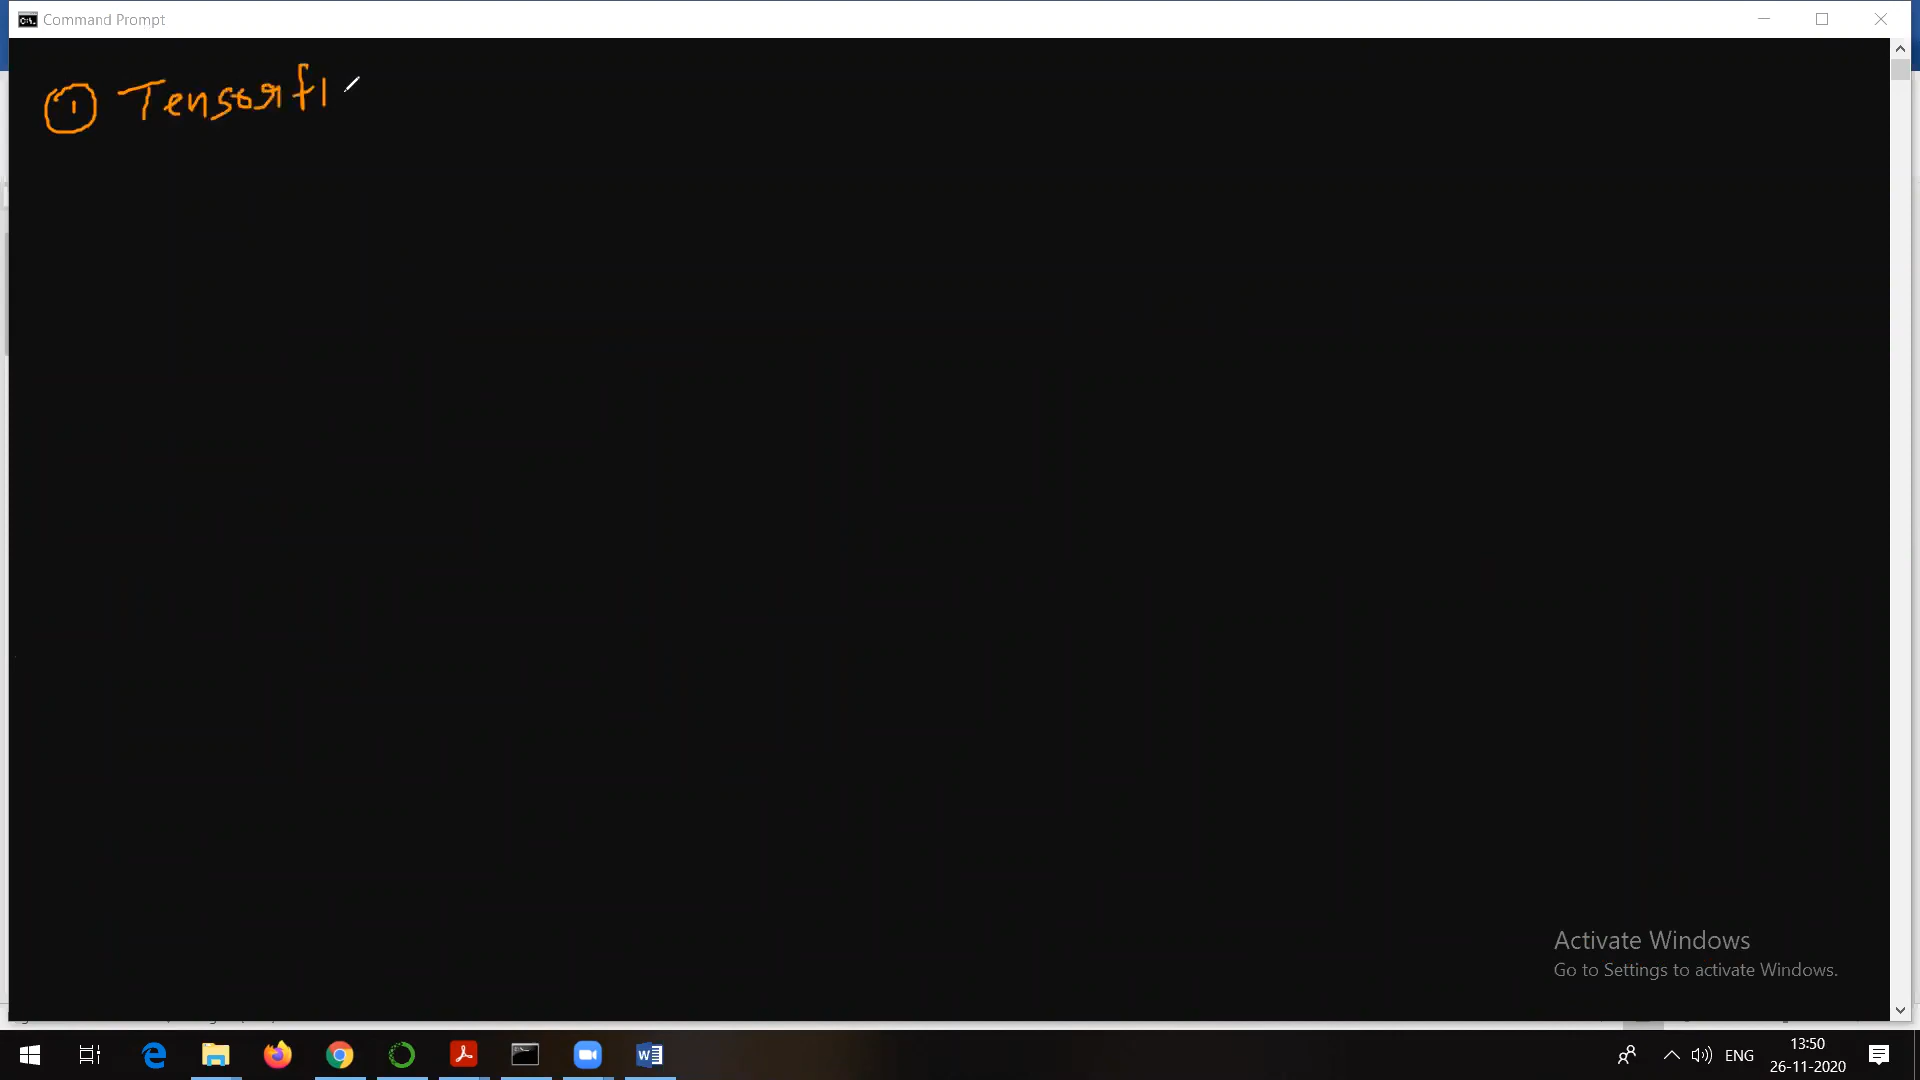 Command Prompt
① Tensorfl
Activate Windows
Go to Settings to activate Windows.
ENG
13:50
26-11-2020